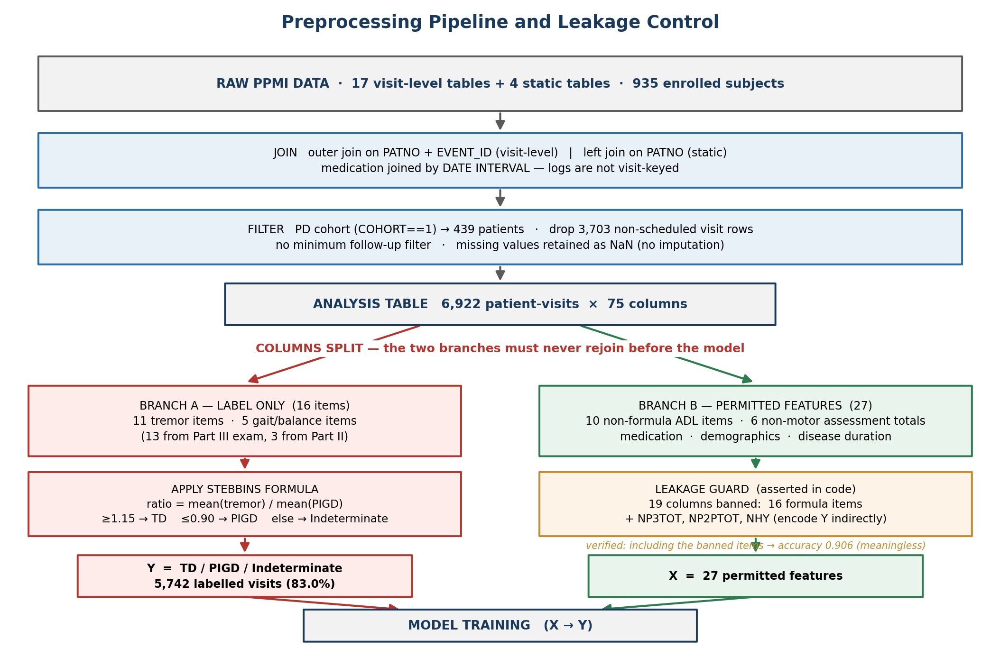 Preprocessing Pipeline and Leakage Control
RAW PPMI DATA · 17 visit-level tables + 4 static tables · 935 enrolled subjects
JOIN outer join on PATNO + EVENT_ID (visit-level) | left join on PATNO (static)
medication joined by DATE INTERVAL — logs are not visit-keyed
FILTER PD cohort (COHORT==1) → 439 patients · drop 3,703 non-scheduled visit rows
no minimum follow-up filter · missing values retained as NaN (no imputation)
ANALYSIS TABLE 6,922 patient-visits × 75 columns
COLUMNS SPLIT — the two branches must never rejoin before the model
BRANCH A — LABEL ONLY (16 items)
11 tremor items · 5 gait/balance items
(13 from Part III exam, 3 from Part II)
BRANCH B — PERMITTED FEATURES (27)
10 non-formula ADL items · 6 non-motor assessment totals
medication · demographics · disease duration
APPLY STEBBINS FORMULA
ratio = mean(tremor) / mean(PIGD)
≥1.15 → TD ≤0.90 → PIGD else → Indeterminate
LEAKAGE GUARD (asserted in code)
19 columns banned: 16 formula items
+ NP3TOT, NP2PTOT, NHY (encode Y indirectly)
verified: including the banned items → accuracy 0.906 (meaningless)
Y = TD / PIGD / Indeterminate
5,742 labelled visits (83.0%)
X = 27 permitted features
MODEL TRAINING (X → Y)